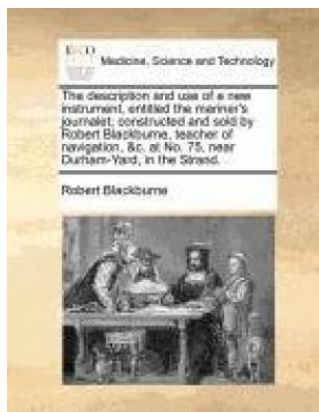 ECCO
Medicine, Science and Technology
The description and use of a new
instrument, entitled the mariner's
journalet; constructed and sold by
Robert Blackburne, teacher of
navigation, &c. at No. 75, near
Durham-Yard, in the Strand.
Robert Blackburne